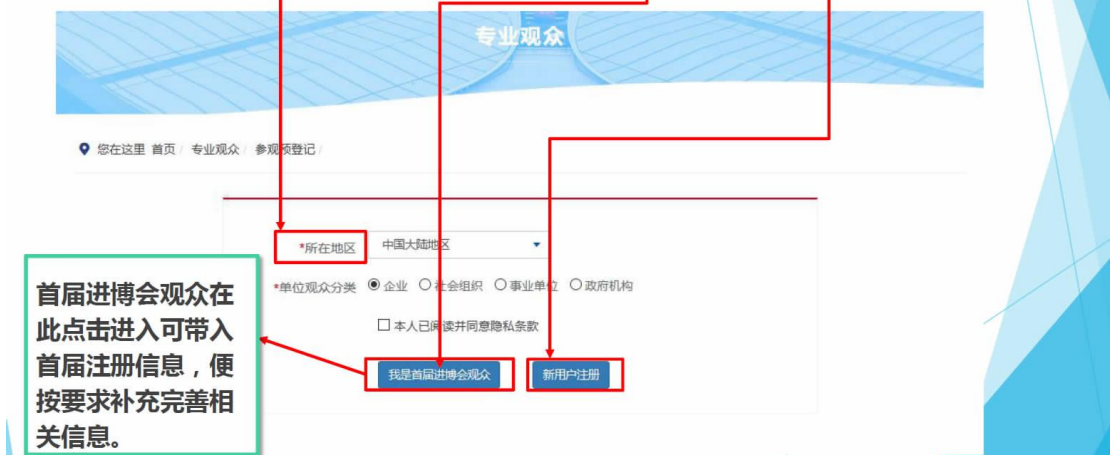 专业观众
您在这里 首页 / 专业观众 / 参观预登记 /
*所在地区 中国大陆地区
*单位观众分类 企业 社会组织 事业单位 政府机构
本人已阅读并同意隐私条款
我是首届进博会观众 新用户注册
首届进博会观众在
此点击进入可带入
首届注册信息，便
按要求补充完善相
关信息。